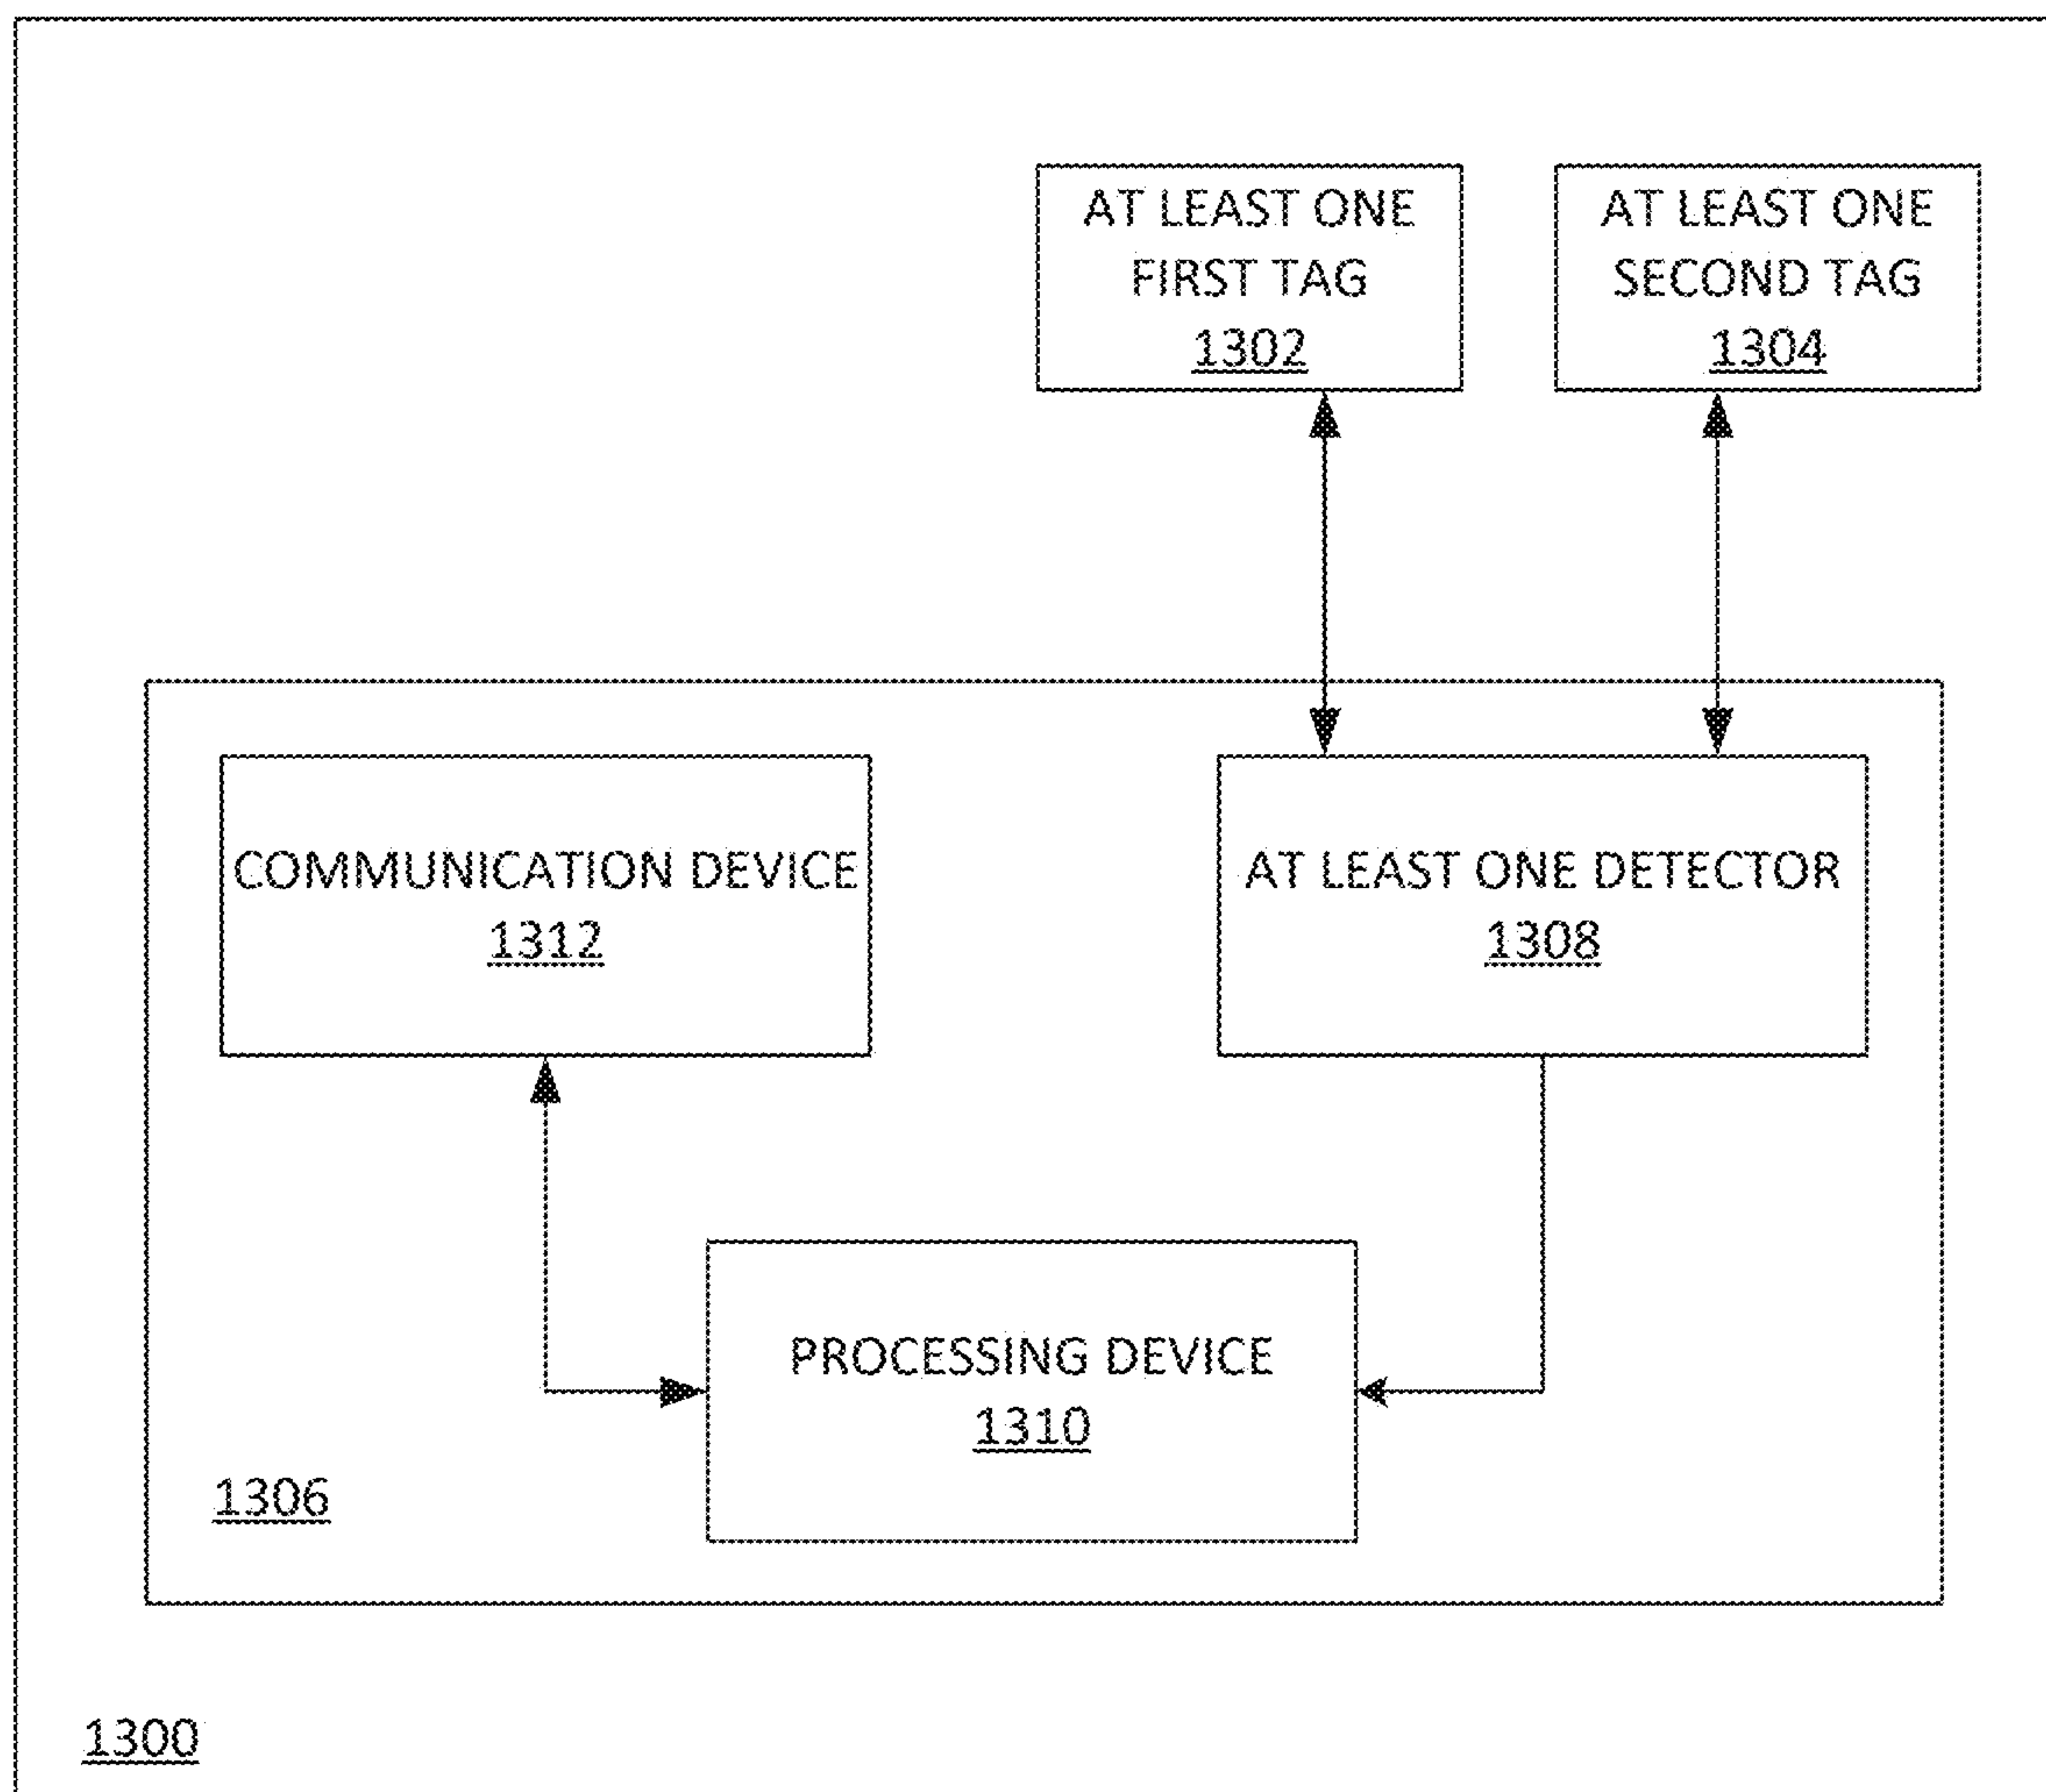 AT LEAST ONE
FIRST TAG
1302
AT LEAST ONE
SECOND TAG
1304
COMMUNICATION DEVICE
1312
AT LEAST ONE DETECTOR
1308
PROCESSING DEVICE
1310
1306
1300